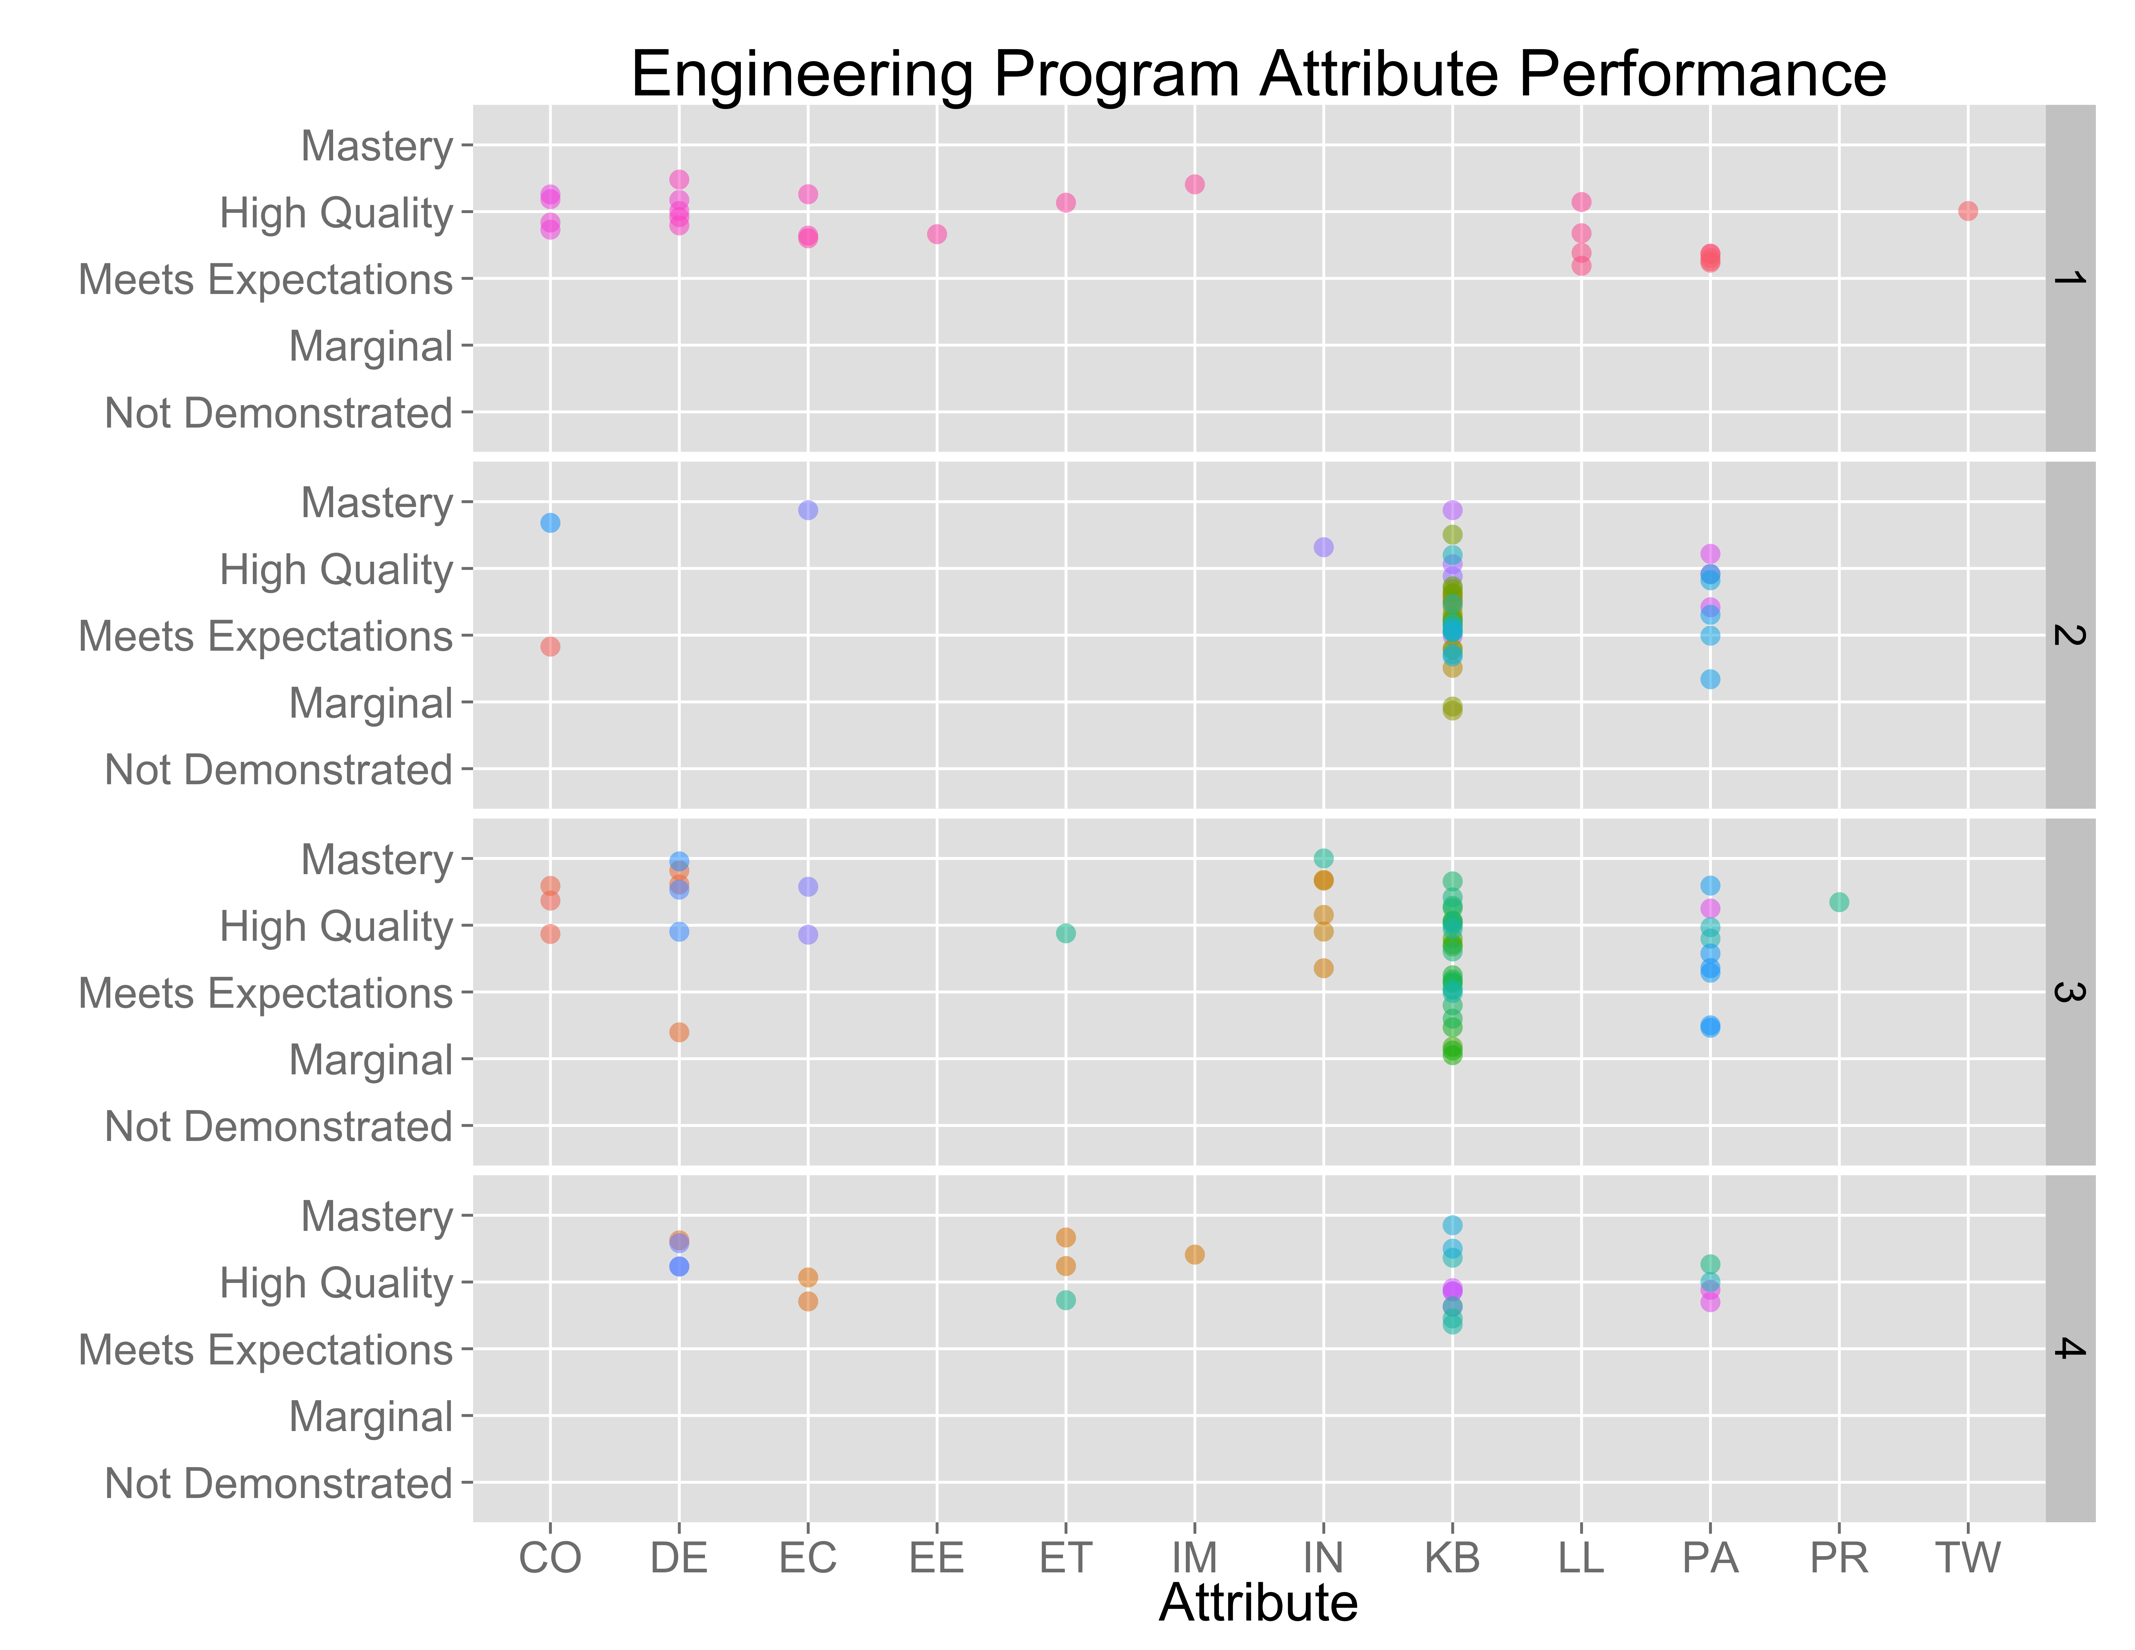 Engineering Program Attribute Performance
Mastery
High Quality
Meets Expectations
Marginal
Not Demonstrated
1
Mastery
High Quality
Meets Expectations
Marginal
Not Demonstrated
2
Mastery
High Quality
Meets Expectations
Marginal
Not Demonstrated
3
Mastery
High Quality
Meets Expectations
Marginal
Not Demonstrated
4
CO DE EC EE ET IM IN KB LL PA PR TW
Attribute